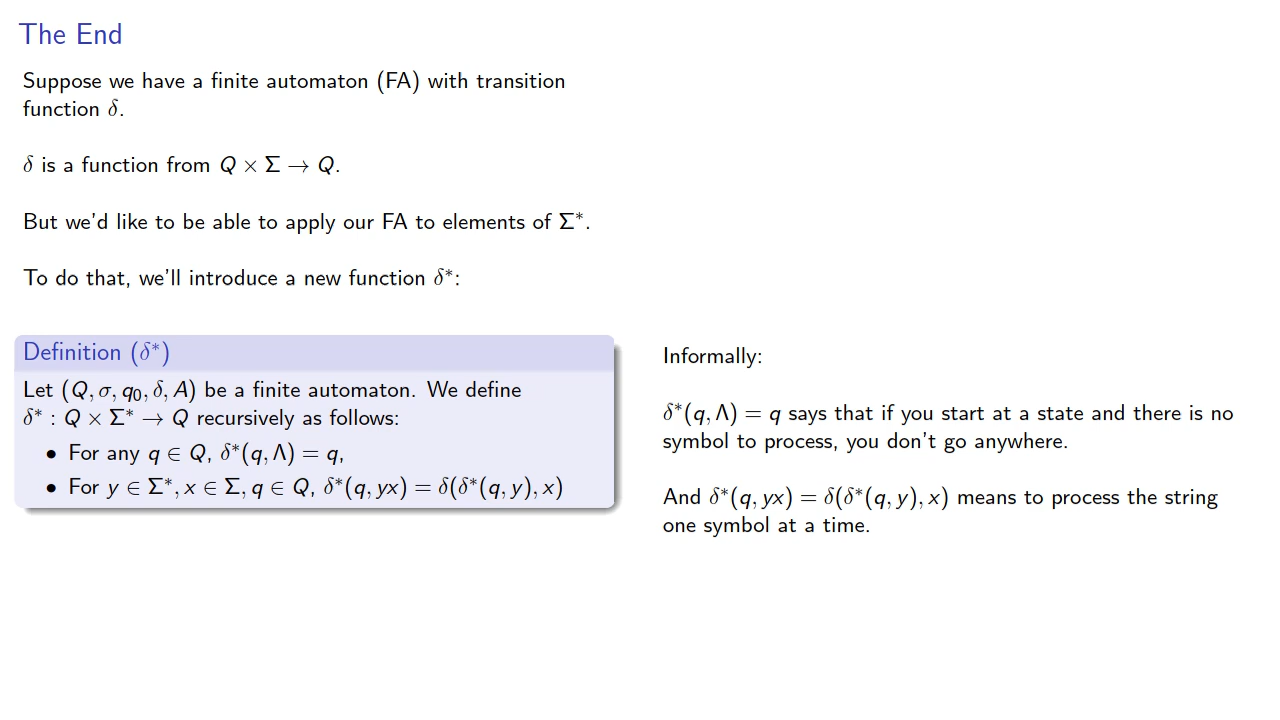 The End
Suppose we have a finite automaton (FA) with transition
function δ.
δ is a function from Q × Σ → Q.
But we'd like to be able to apply our FA to elements of Σ*.
To do that, we'll introduce a new function δ*:
Definition (δ*)
Let (Q, σ, q₀, δ, A) be a finite automaton. We define
δ* : Q × Σ* → Q recursively as follows:
• For any q ∈ Q, δ*(q, Λ) = q,
• For y ∈ Σ*, x ∈ Σ, q ∈ Q, δ*(q, yx) = δ(δ*(q, y), x)
Informally:
δ*(q, Λ) = q says that if you start at a state and there is no
symbol to process, you don't go anywhere.
And δ*(q, yx) = δ(δ*(q, y), x) means to process the string
one symbol at a time.